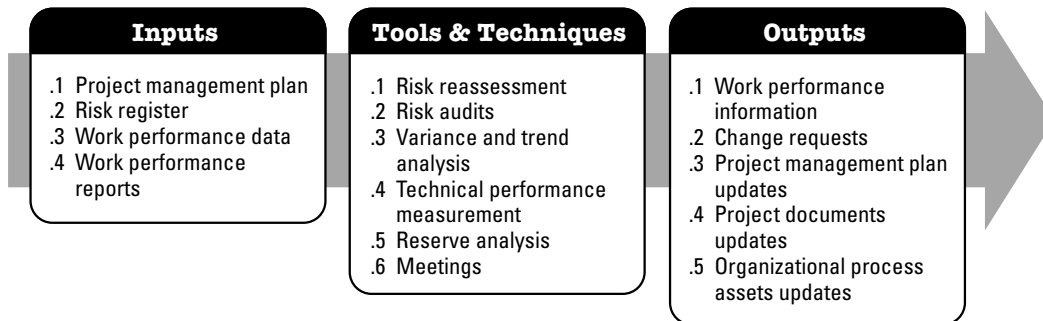 Inputs
.1 Project management plan
.2 Risk register
.3 Work performance data
.4 Work performance
reports
Tools & Techniques
.1 Risk reassessment
.2 Risk audits
.3 Variance and trend
analysis
.4 Technical performance
measurement
.5 Reserve analysis
.6 Meetings
Outputs
.1 Work performance
information
.2 Change requests
.3 Project management plan
updates
.4 Project documents
updates
.5 Organizational process
assets updates